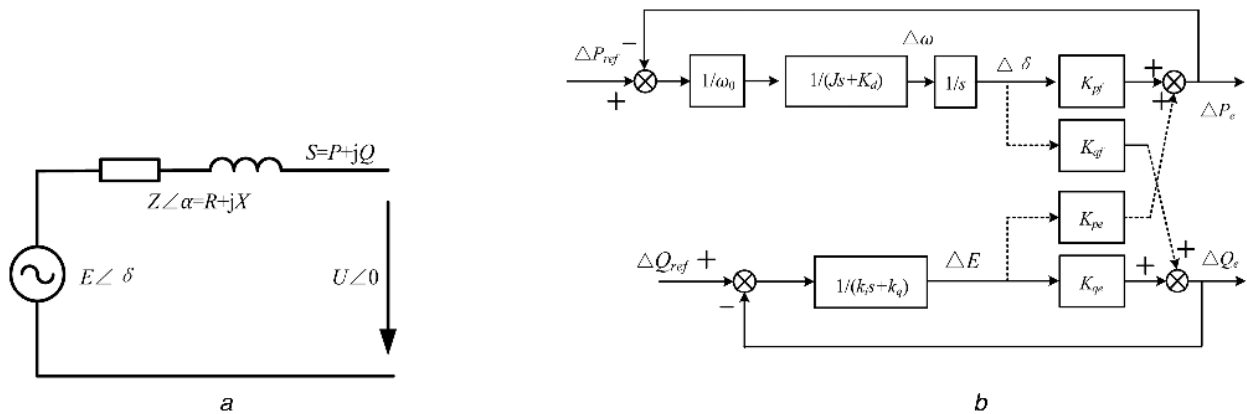 S=P+jQ
Z∠α=R+jX
E∠ δ
U∠0
a
△P_ref
−
+
1/ω₀
1/(Js+K_d)
△ω
1/s
△ δ
K_pf
+
+
△P_e
K_qf
K_pe
△Q_ref +
−
1/(k_i s+k_q)
△E
K_qe
+
+
△Q_e
b